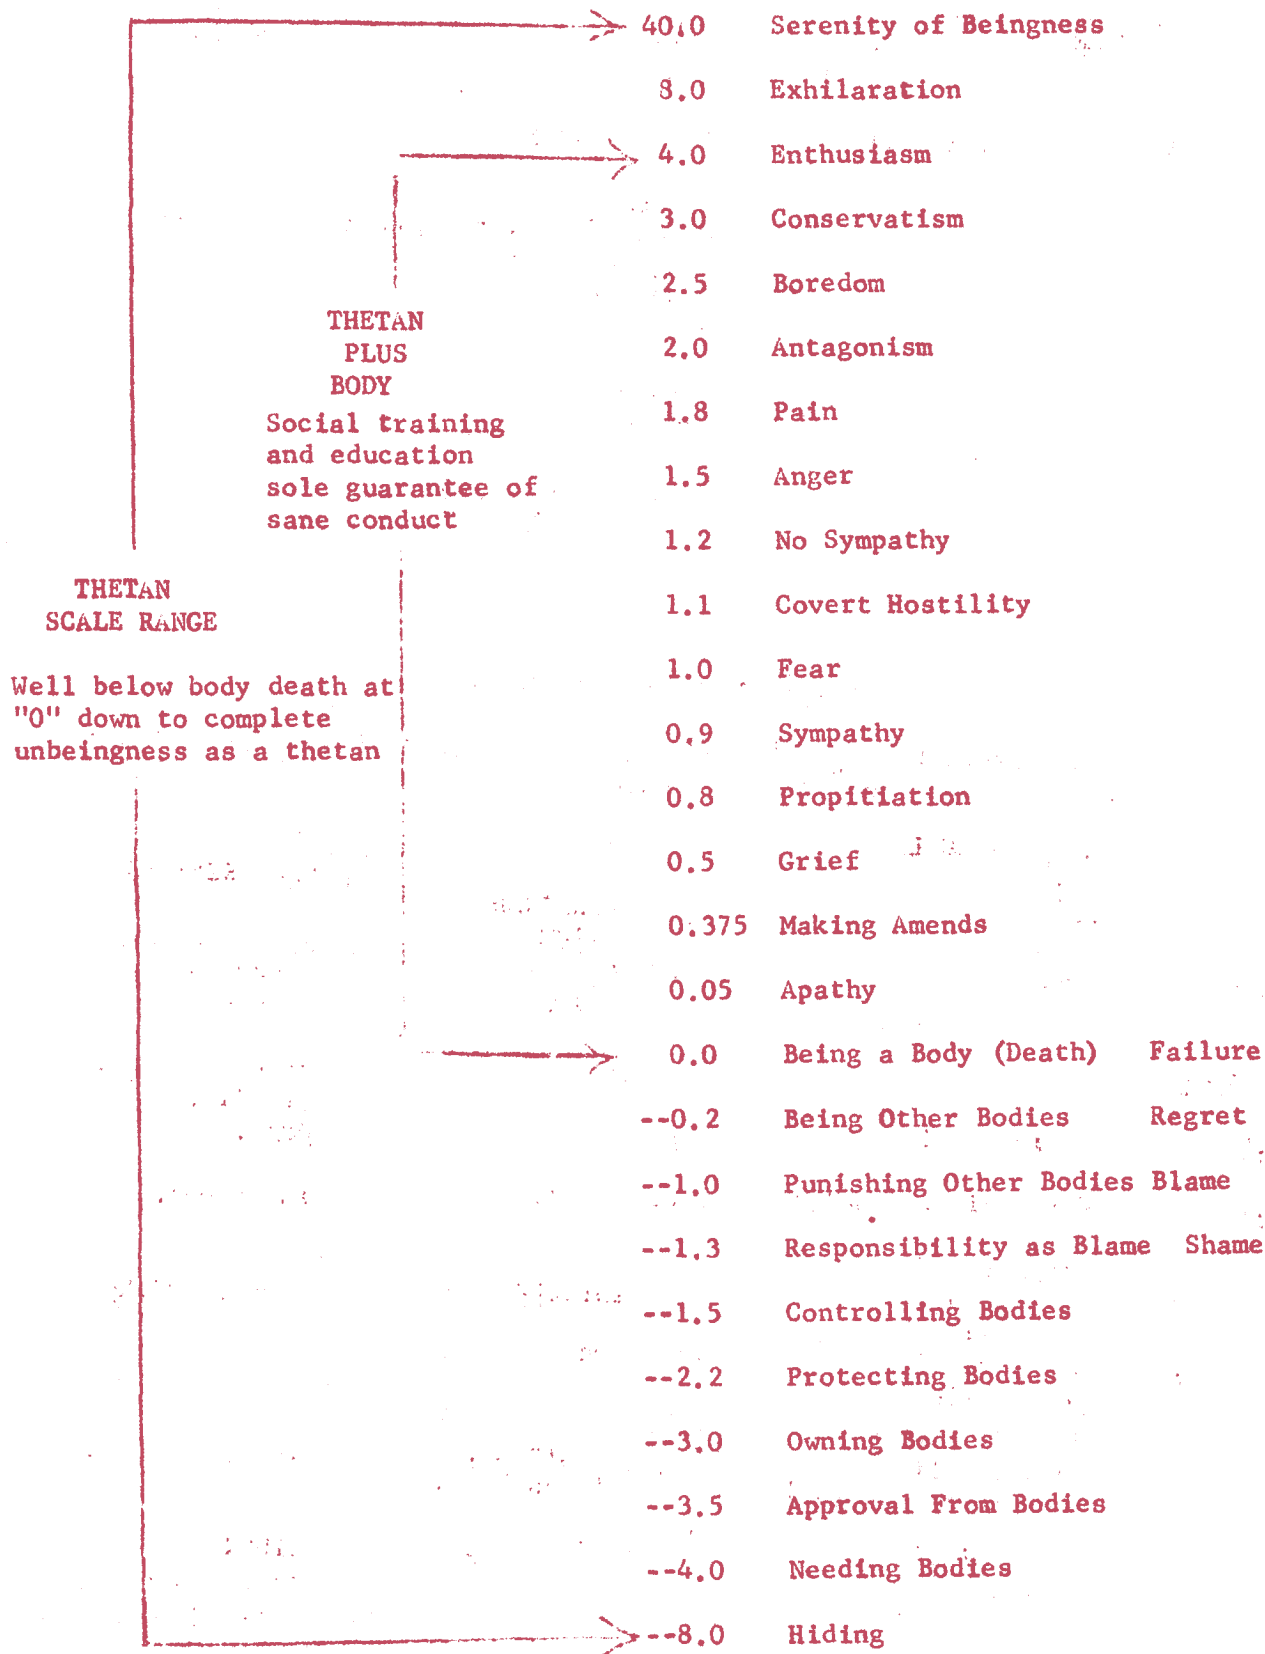 40.0 Serenity of Beingness
8.0 Exhilaration
4.0 Enthusiasm
3.0 Conservatism
2.5 Boredom
2.0 Antagonism
1.8 Pain
1.5 Anger
1.2 No Sympathy
1.1 Covert Hostility
1.0 Fear
0.9 Sympathy
0.8 Propitiation
0.5 Grief
0.375 Making Amends
0.05 Apathy
0.0 Being a Body (Death) Failure
--0.2 Being Other Bodies Regret
--1.0 Punishing Other Bodies Blame
--1.3 Responsibility as Blame Shame
--1.5 Controlling Bodies
--2.2 Protecting Bodies
--3.0 Owning Bodies
--3.5 Approval From Bodies
--4.0 Needing Bodies
--8.0 Hiding
THETAN
PLUS
BODY
Social training
and education
sole guarantee of
sane conduct
THETAN
SCALE RANGE
Well below body death at
"0" down to complete
unbeingness as a thetan